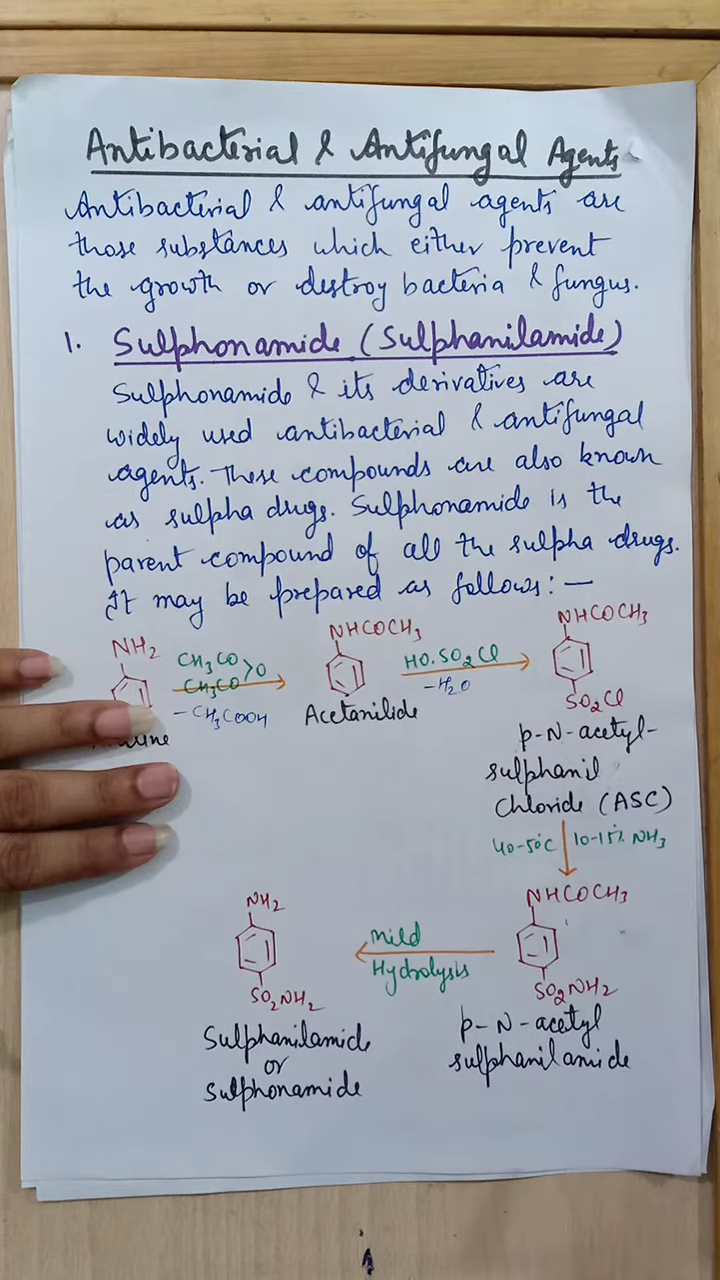 Antibacterial & Antifungal Agents
Antibacterial & antifungal agents are
those substances which either prevent
the growth or destroy bacteria & fungus.
1. Sulphonamide (Sulphanilamide)
Sulphonamide & its derivatives are
widely used antibacterial & antifungal
agents. These compounds are also known
as sulpha drugs. Sulphonamide is the
parent compound of all the sulpha drugs.
It may be prepared as follows:—
NH2
CH3CO
CH3CO >O
-CH3COOH
NHCOCH3
Acetanilide
HO.SO2Cl
-H2O
NHCOCH3
SO2Cl
p-N-acetyl-
sulphanil
Chloride (ASC)
40-50°C 10-15% NH3
NHCOCH3
SO2NH2
p-N-acetyl
sulphanilamide
Mild
Hydrolysis
NH2
SO2NH2
Sulphanilamide
or
Sulphonamide